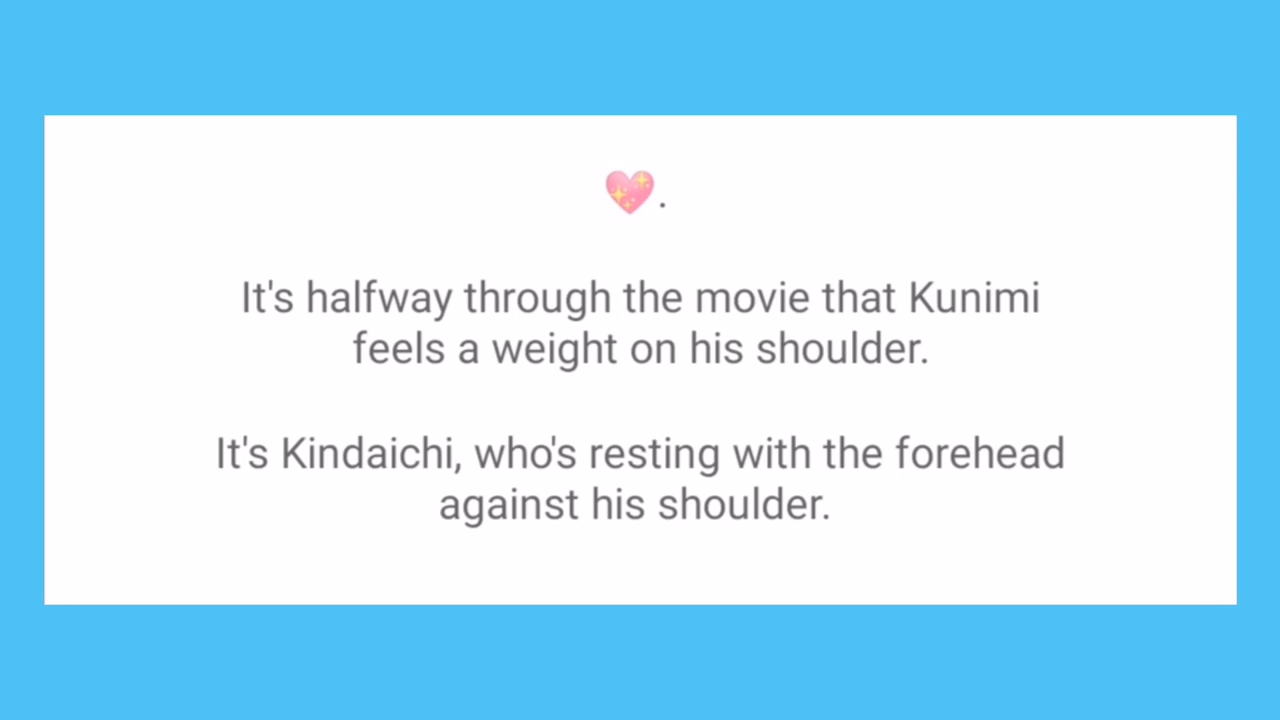 💖.
It's halfway through the movie that Kunimi
feels a weight on his shoulder.
It's Kindaichi, who's resting with the forehead
against his shoulder.